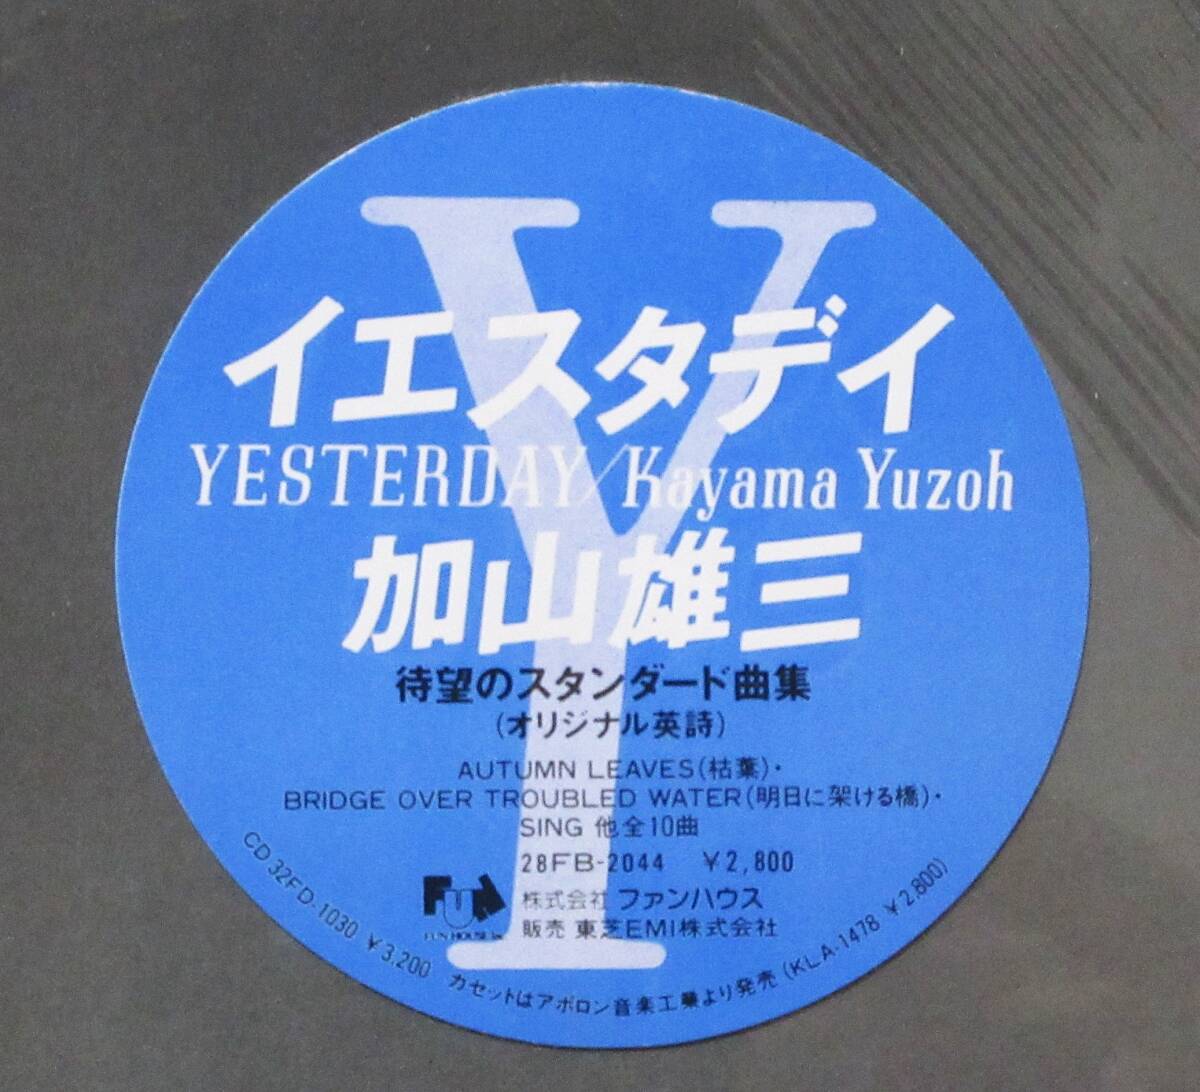 Y
イエスタデイ
YESTERDAY/Kayama Yuzoh
加山雄三
待望のスタンダード曲集
(オリジナル英詩)
AUTUMN LEAVES(枯葉)・
BRIDGE OVER TROUBLED WATER(明日に架ける橋)・
SING 他全10曲
28FB-2044 ¥2,800
FUN 株式会社 ファンハウス
FUN HOUSE Inc. 販売 東芝EMI株式会社
CD 32FD-1030 ¥3,200 カセットはアポロン音楽工業より発売 (KLA-1478 ¥2,800)